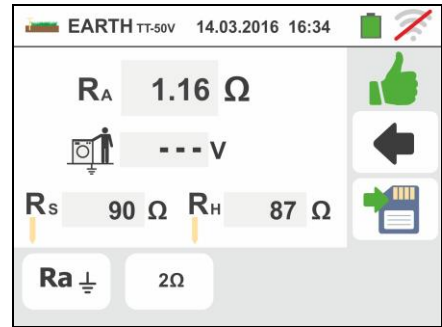 EARTH TT-50V 14.03.2016 16:34
RA 1.16 Ω
- - - V
Rs 90 Ω RH 87 Ω
Ra 2Ω